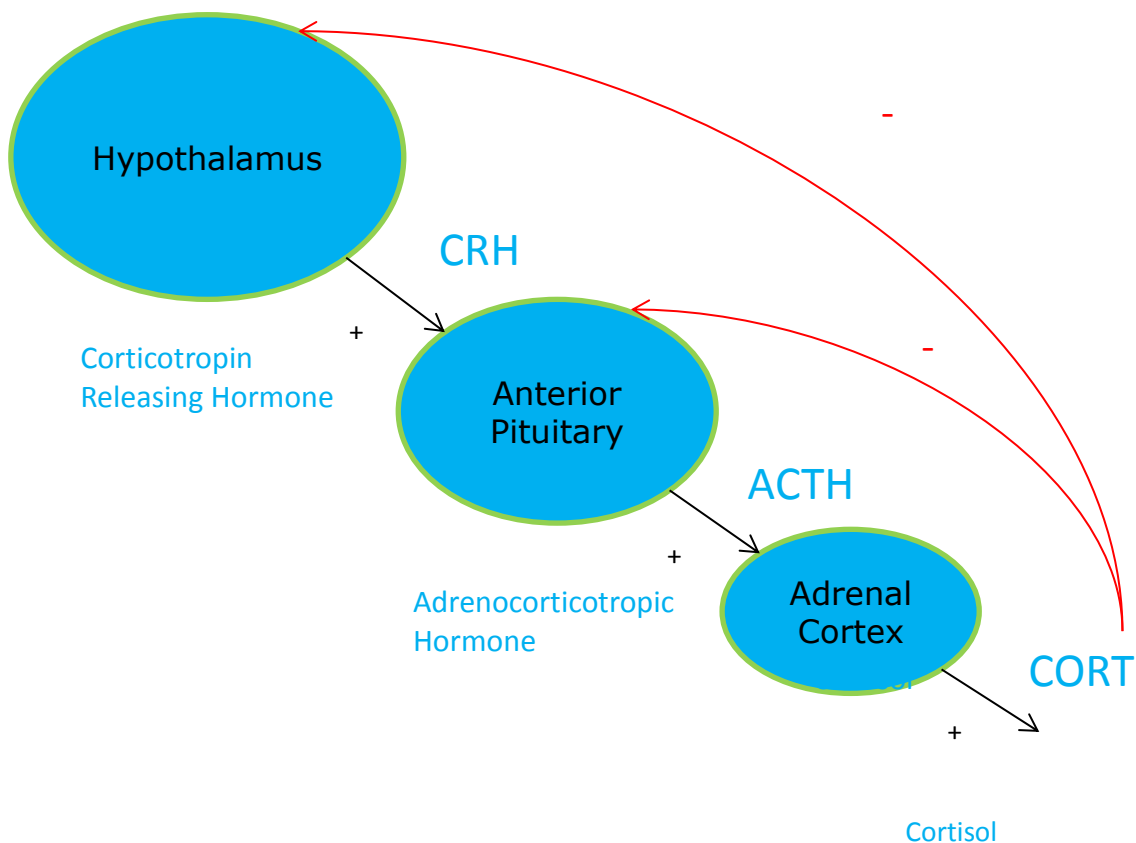 -
Hypothalamus
CRH
+
-
Corticotropin
Releasing Hormone
Anterior
Pituitary
ACTH
+
Adrenal
Cortex
Adrenocorticotropic
Hormone
CORT
+
Cortisol